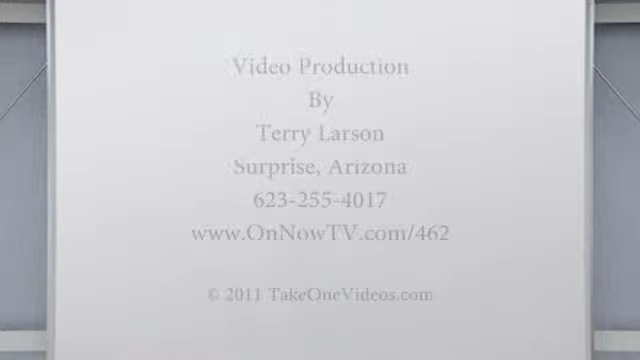 Video Production
By
Terry Larson
Surprise, Arizona
623-255-4017
www.OnNowTV.com/462
© 2011 TakeOneVideos.com